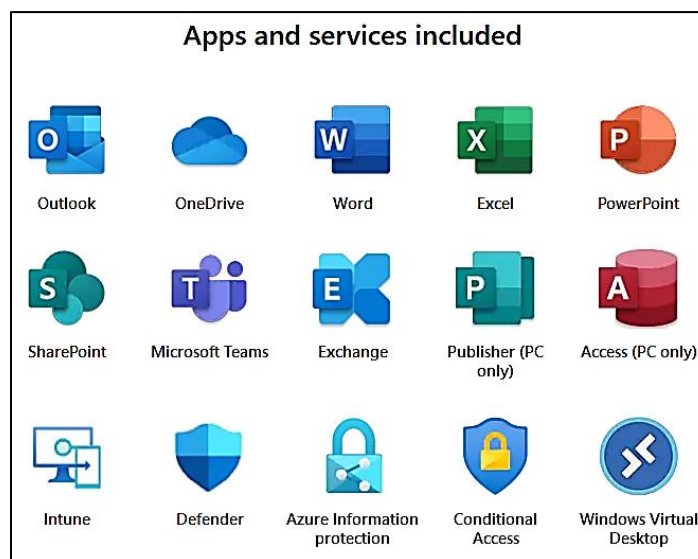 Apps and services included
O
W
X
P
Outlook
OneDrive
Word
Excel
PowerPoint
S
T
E
P
A
SharePoint
Microsoft Teams
Exchange
Publisher (PC
only)
Access (PC only)
Intune
Defender
Azure Information
protection
Conditional
Access
Windows Virtual
Desktop